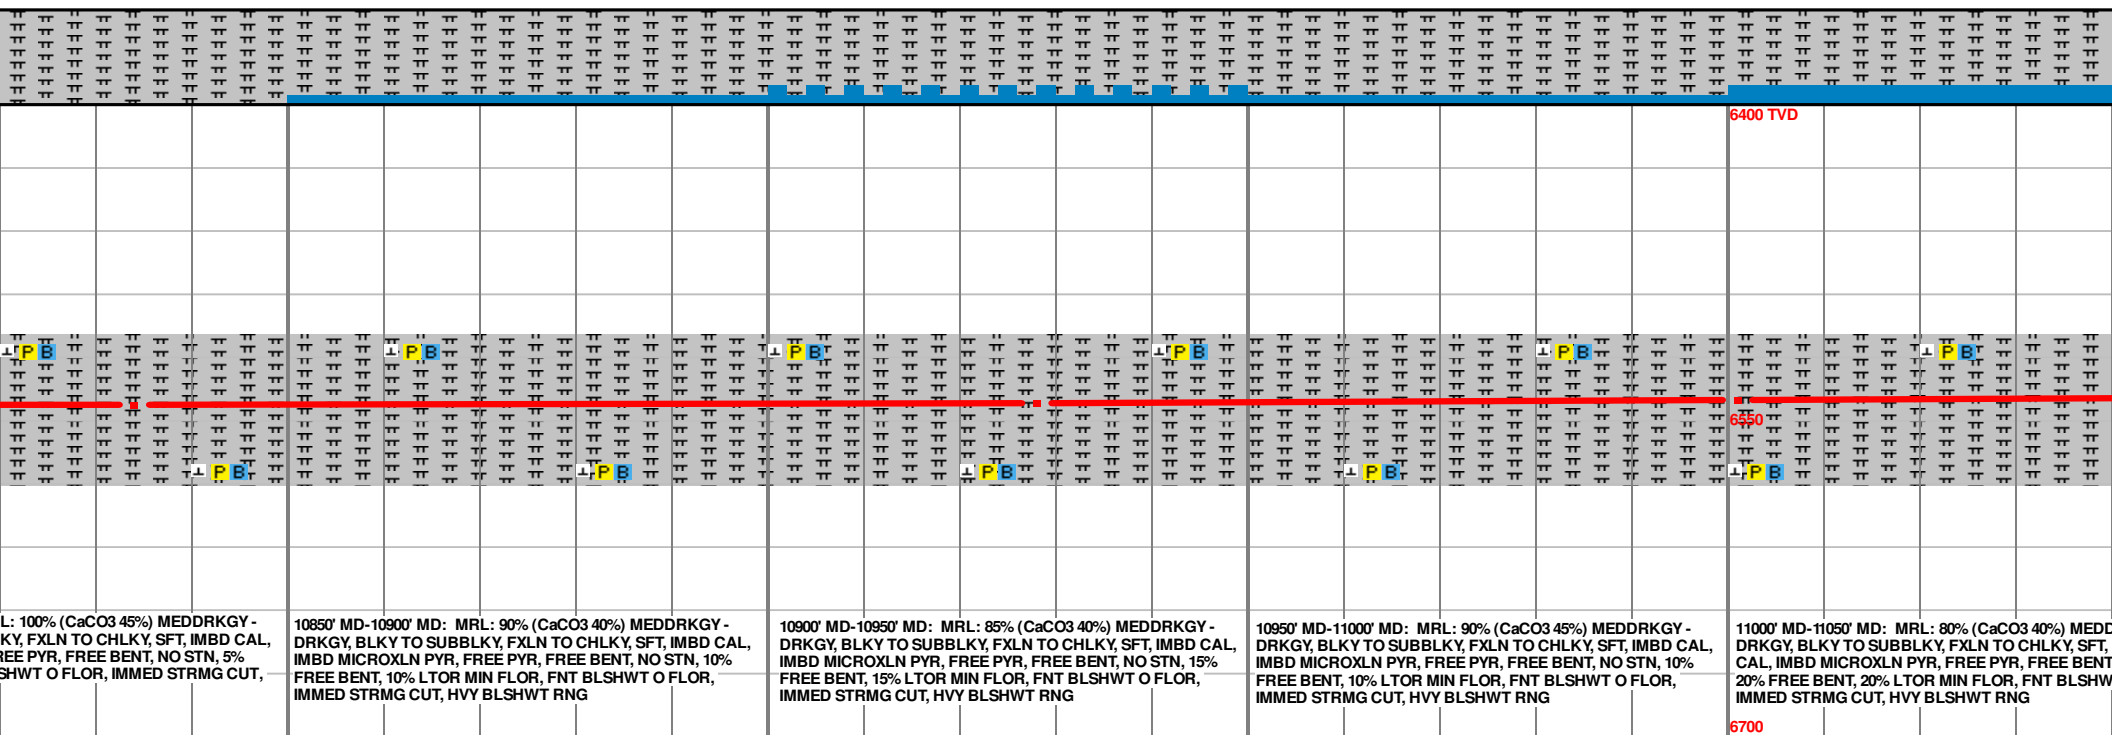 6400 TVD
P B
P B
P B
P B
P B
P B
6550
P B
P B
P B
P B
P B
L: 100% (CaCO3 45%) MEDDRKGY -
KY, FXLN TO CHLKY, SFT, IMBD CAL,
REE PYR, FREE BENT, NO STN, 5%
SHWT O FLOR, IMMED STRMG CUT,
10850' MD-10900' MD: MRL: 90% (CaCO3 40%) MEDDRKGY -
DRKGY, BLKY TO SUBBLKY, FXLN TO CHLKY, SFT, IMBD CAL,
IMBD MICROXLN PYR, FREE PYR, FREE BENT, NO STN, 10%
FREE BENT, 10% LTOR MIN FLOR, FNT BLSHWT O FLOR,
IMMED STRMG CUT, HVY BLSHWT RNG
10900' MD-10950' MD: MRL: 85% (CaCO3 40%) MEDDRKGY -
DRKGY, BLKY TO SUBBLKY, FXLN TO CHLKY, SFT, IMBD CAL,
IMBD MICROXLN PYR, FREE PYR, FREE BENT, NO STN, 15%
FREE BENT, 15% LTOR MIN FLOR, FNT BLSHWT O FLOR,
IMMED STRMG CUT, HVY BLSHWT RNG
10950' MD-11000' MD: MRL: 90% (CaCO3 45%) MEDDRKGY -
DRKGY, BLKY TO SUBBLKY, FXLN TO CHLKY, SFT, IMBD CAL,
IMBD MICROXLN PYR, FREE PYR, FREE BENT, NO STN, 10%
FREE BENT, 10% LTOR MIN FLOR, FNT BLSHWT O FLOR,
IMMED STRMG CUT, HVY BLSHWT RNG
11000' MD-11050' MD: MRL: 80% (CaCO3 40%) MEDD
DRKGY, BLKY TO SUBBLKY, FXLN TO CHLKY, SFT,
CAL, IMBD MICROXLN PYR, FREE PYR, FREE BENT
20% FREE BENT, 20% LTOR MIN FLOR, FNT BLSHW
IMMED STRMG CUT, HVY BLSHWT RNG
6700